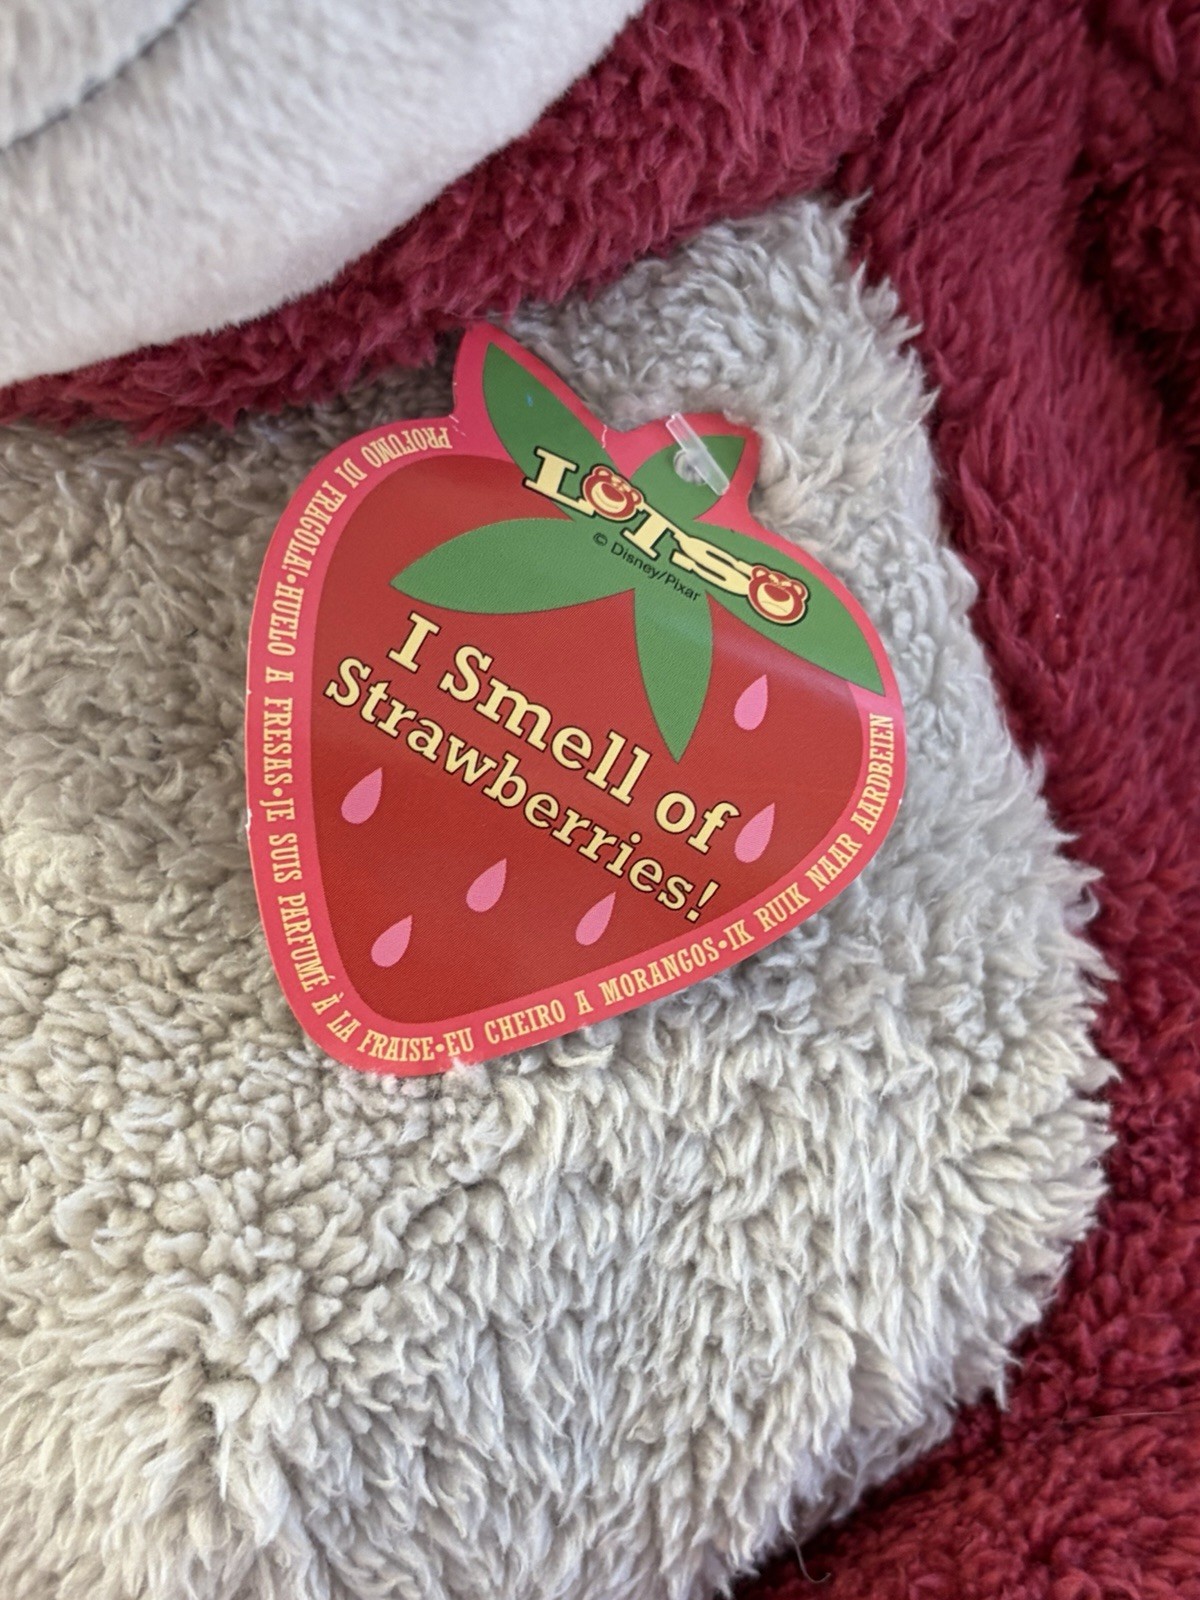 LOTSO
© Disney/Pixar
I Smell of
Strawberries!
PROFUMO DI FRAGOLA!•HUELO A FRESAS•JE SUIS PARFUMÉ À LA FRAISE•EU CHEIRO A MORANGOS•IK RUIK NAAR AARDBEIEN